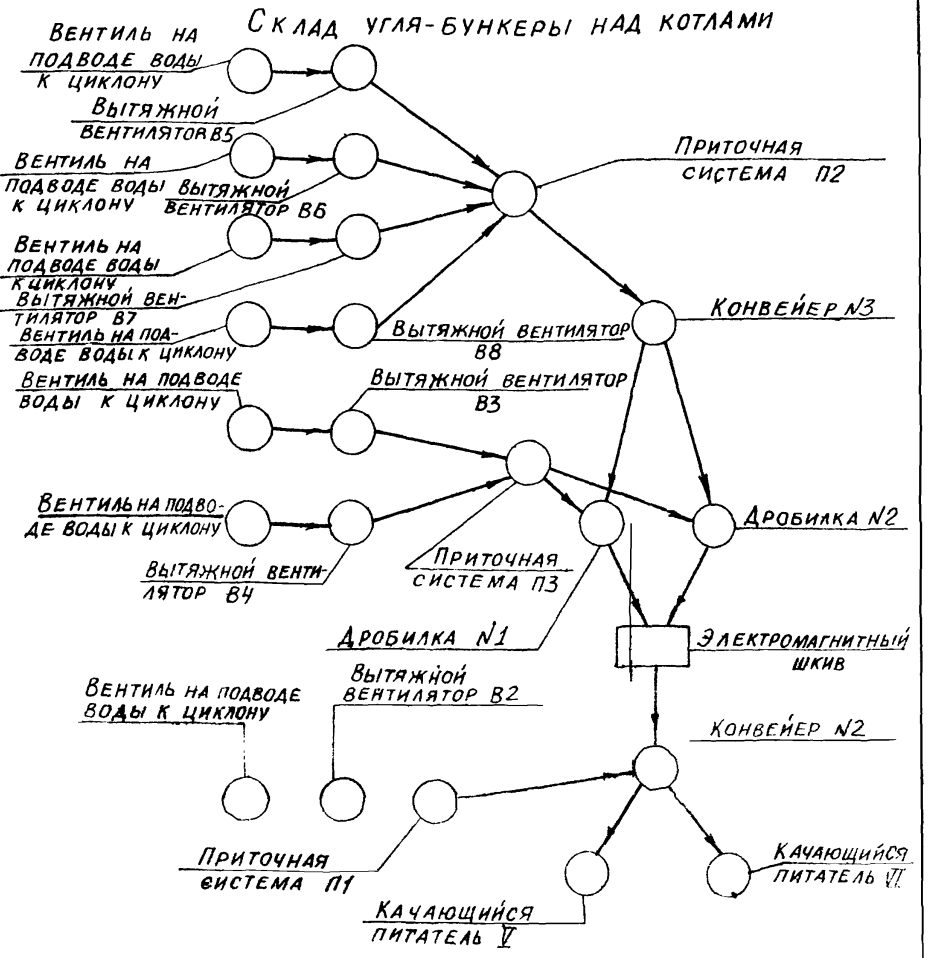 Склад угля-бункеры над котлами
Вентиль на
подводе воды
к циклону
Вытяжной
вентилятор В5
Вентиль на
подводе воды
к циклону
Вытяжной
вентилятор В6
Приточная
система П2
Вентиль на
подводе воды
к циклону
Вытяжной вен-
тилятор В7
Вентиль на под-
воде воды к циклону
Вытяжной вентилятор
В8
Конвейер N3
Вентиль на подводе
воды к циклону
Вытяжной вентилятор
В3
Вентиль на подво-
де воды к циклону
Вытяжной венти-
лятор В4
Приточная
система П3
Дробилка N2
Дробилка N1
Электромагнитный
шкив
Вентиль на подводе
воды к циклону
Вытяжной
вентилятор В2
Конвейер N2
Приточная
система П1
Качающийся
питатель V
Качающийся
питатель VI